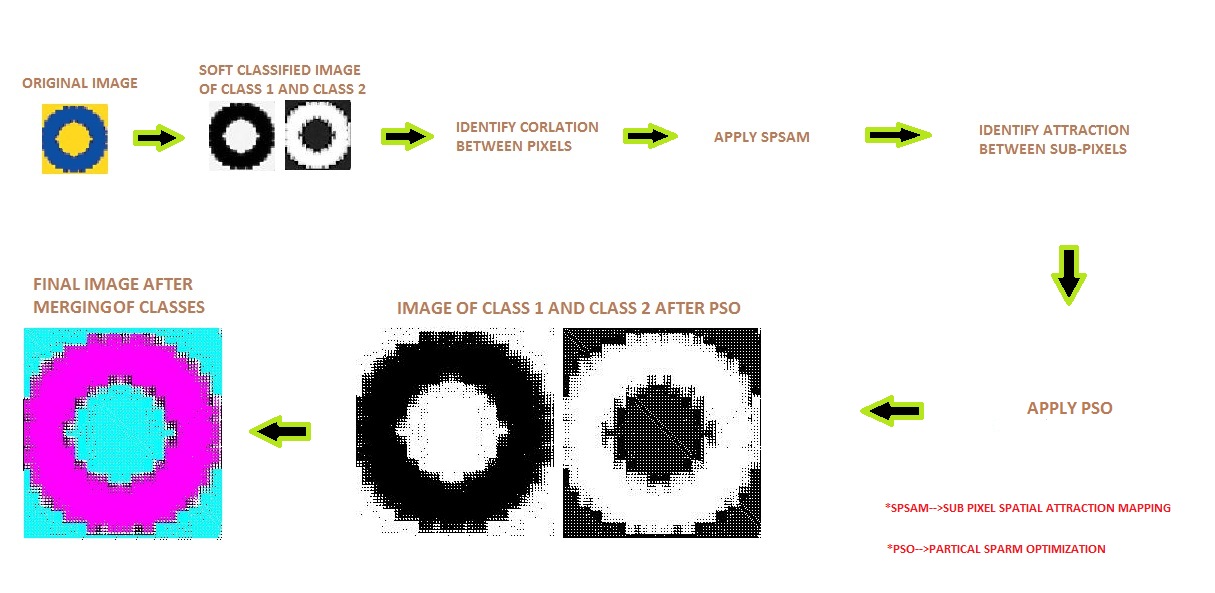 ORIGINAL IMAGE
SOFT CLASSIFIED IMAGE
OF CLASS 1 AND CLASS 2
IDENTIFY CORLATION
BETWEEN PIXELS
APPLY SPSAM
IDENTIFY ATTRACTION
BETWEEN SUB-PIXELS
APPLY PSO
IMAGE OF CLASS 1 AND CLASS 2 AFTER PSO
FINAL IMAGE AFTER
MERGING OF CLASSES
*SPSAM-->SUB PIXEL SPATIAL ATTRACTION MAPPING
*PSO-->PARTICAL SPARM OPTIMIZATION